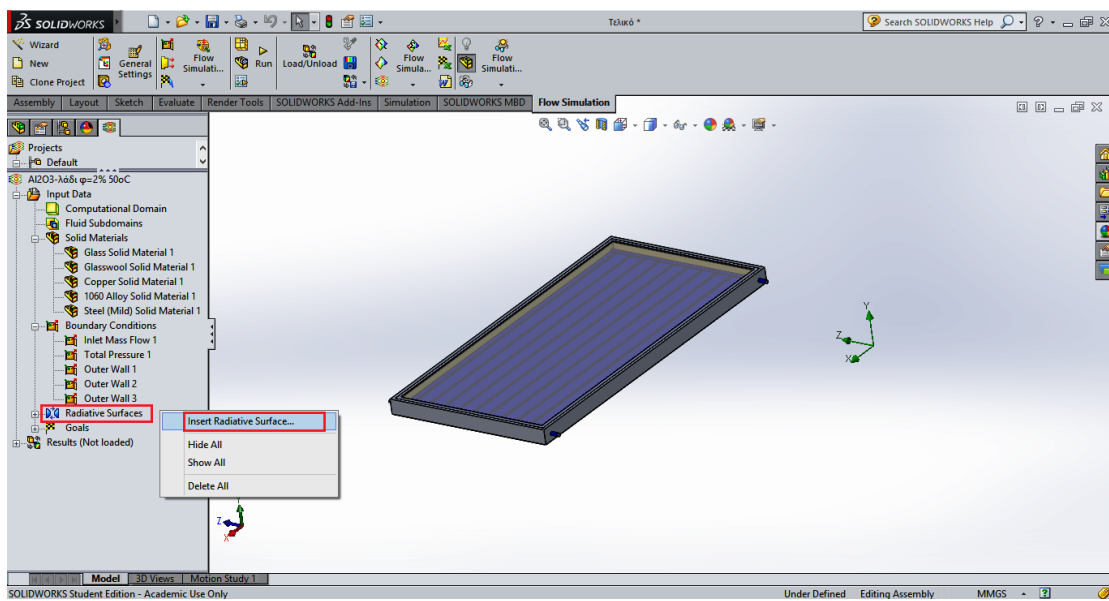 SOLIDWORKS
Τελικό *
Search SOLIDWORKS Help
Wizard
New
Clone Project
General Settings
Flow Simulati...
Run
Load/Unload
Flow Simula...
Flow Simulati...
Assembly Layout Sketch Evaluate Render Tools SOLIDWORKS Add-Ins Simulation SOLIDWORKS MBD Flow Simulation
Projects
Default
Al2O3-λάδι φ=2% 50oC
Input Data
Computational Domain
Fluid Subdomains
Solid Materials
Glass Solid Material 1
Glasswool Solid Material 1
Copper Solid Material 1
1060 Alloy Solid Material 1
Steel (Mild) Solid Material 1
Boundary Conditions
Inlet Mass Flow 1
Total Pressure 1
Outer Wall 1
Outer Wall 2
Outer Wall 3
Radiative Surfaces
Goals
Results (Not loaded)
Insert Radiative Surface...
Hide All
Show All
Delete All
Y
Z
X
Z
X
Model 3D Views Motion Study 1
SOLIDWORKS Student Edition - Academic Use Only
Under Defined Editing Assembly MMGS